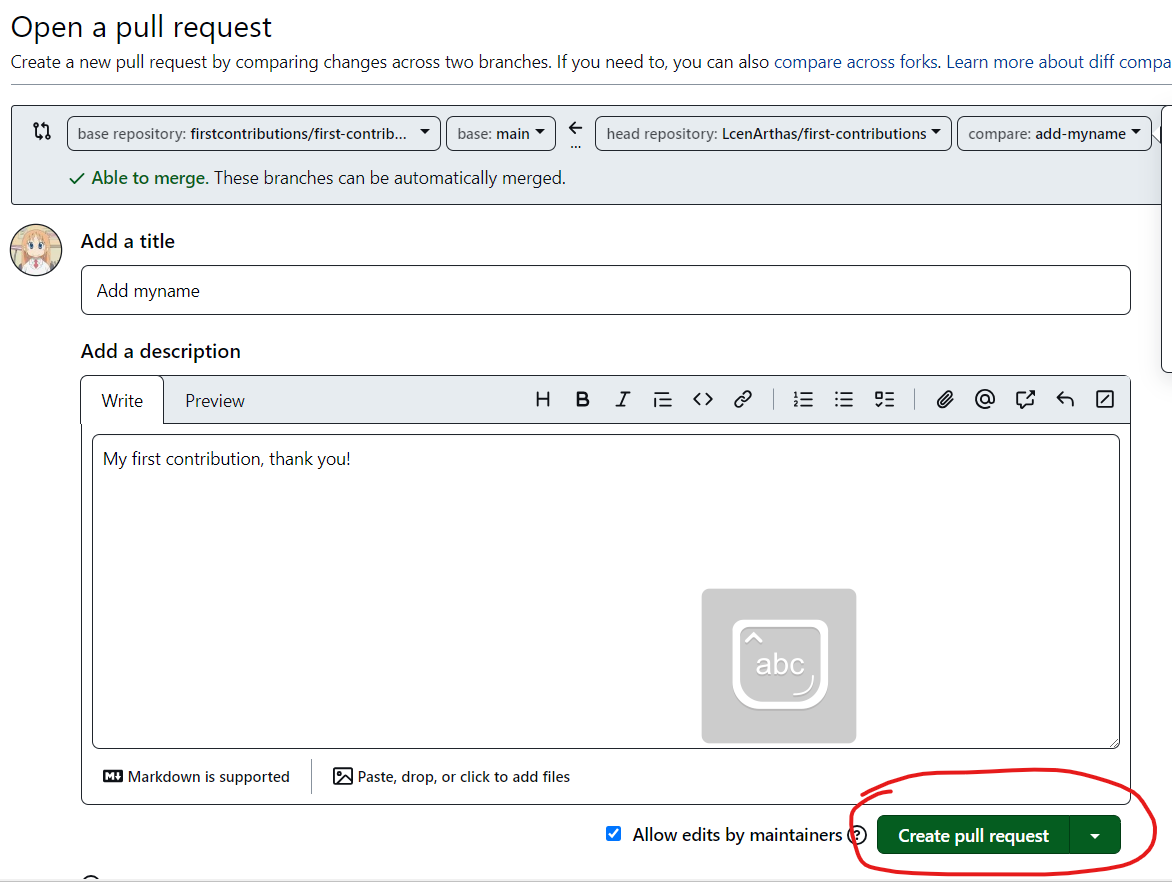 Open a pull request
Create a new pull request by comparing changes across two branches. If you need to, you can also compare across forks. Learn more about diff compa
base repository: firstcontributions/first-contrib... base: main ... head repository: LcenArthas/first-contributions compare: add-myname
Able to merge. These branches can be automatically merged.
Add a title
Add myname
Add a description
Write Preview H B I
My first contribution, thank you!
abc
M↓ Markdown is supported Paste, drop, or click to add files
Allow edits by maintainers ? Create pull request